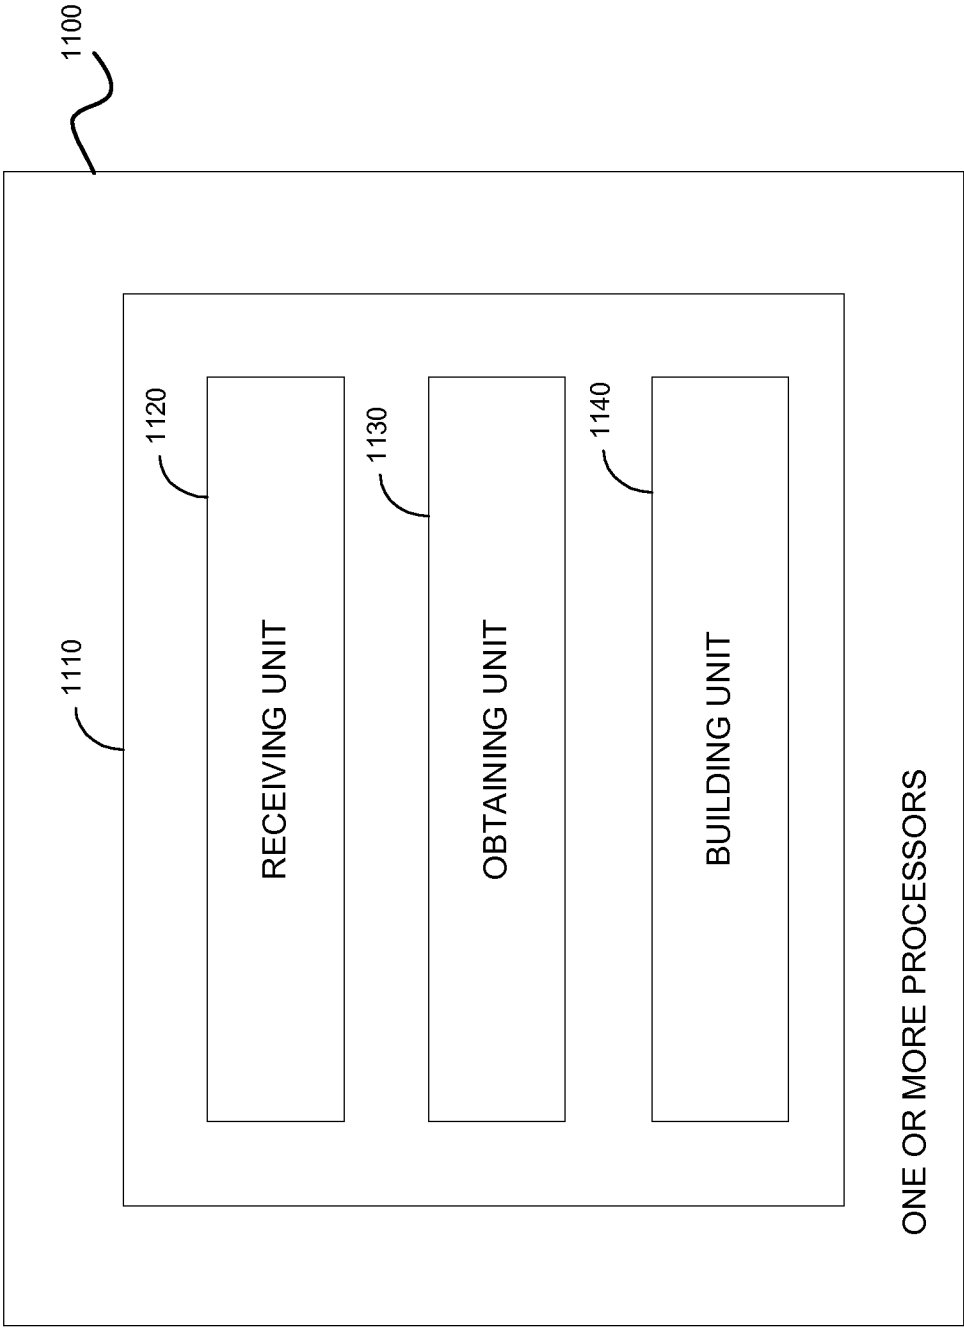 1100
1110
1120
RECEIVING UNIT
1130
OBTAINING UNIT
1140
BUILDING UNIT
ONE OR MORE PROCESSORS